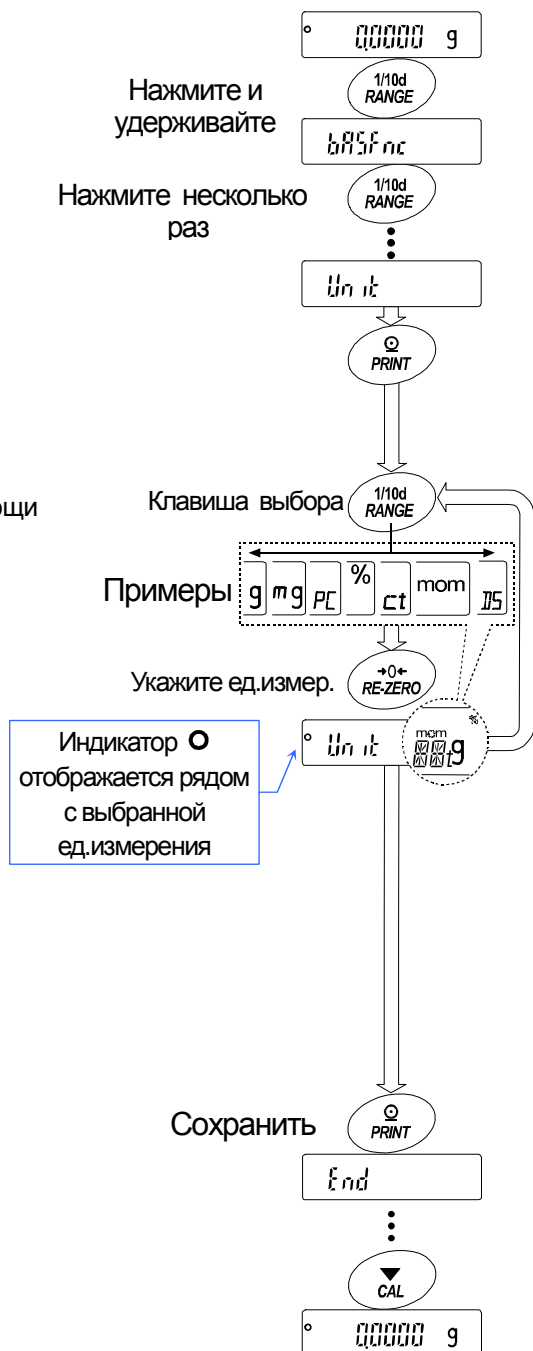 0.0000 g
Нажмите и
удерживайте
1/10d
RANGE
bASFnc
Нажмите несколько
раз
1/10d
RANGE
Unit
PRINT
ощи
Клавиша выбора
1/10d
RANGE
Примеры
g mg PC % ct mom DS
Укажите ед.измер.
→0←
RE-ZERO
Индикатор O
отображается рядом
с выбранной
ед.измерения
Unit
mom %
t g
Сохранить
PRINT
End
CAL
0.0000 g